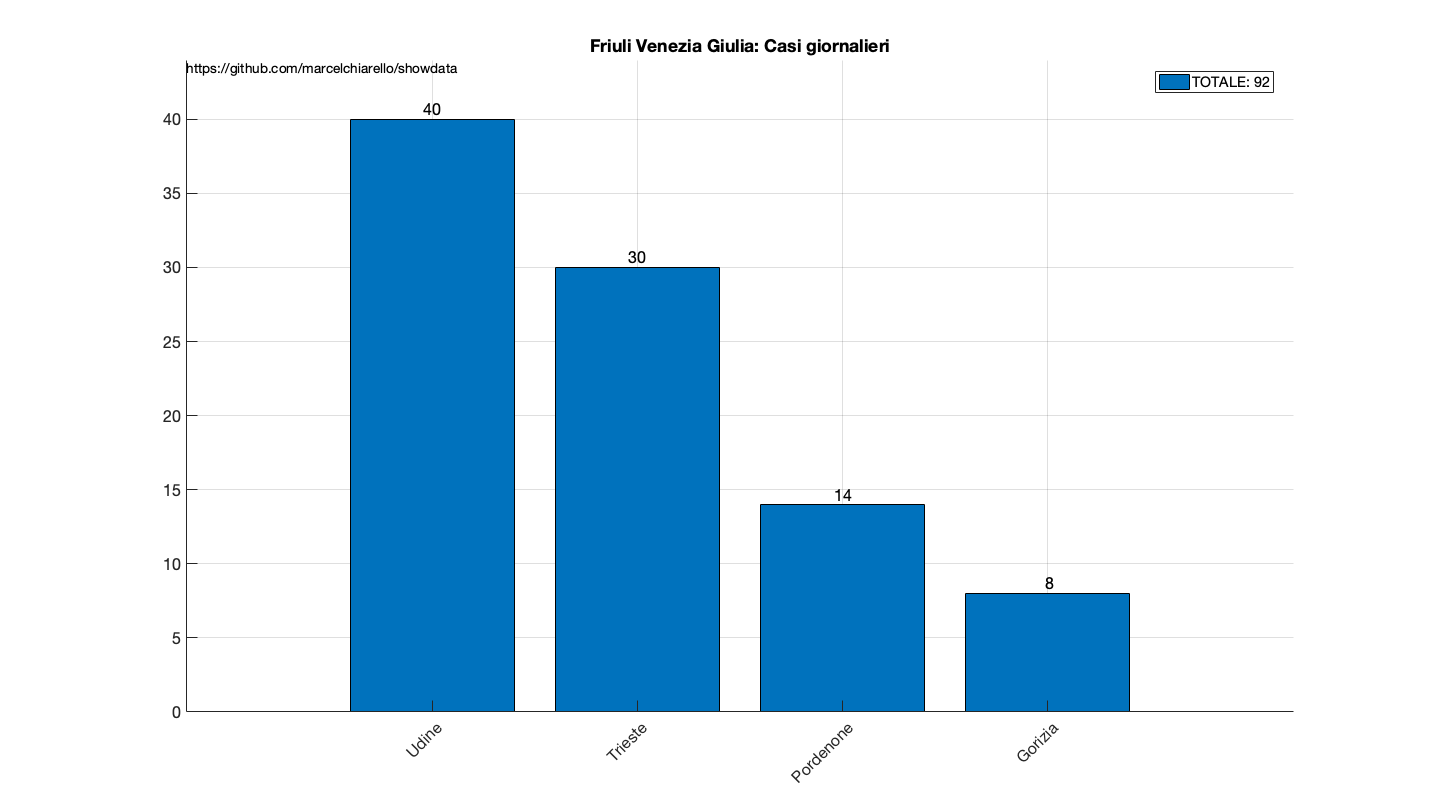 Friuli Venezia Giulia: Casi giornalieri
https://github.com/marcelchiarello/showdata
TOTALE: 92
40
30
14
8
40
35
30
25
20
15
10
5
0
Udine
Trieste
Pordenone
Gorizia